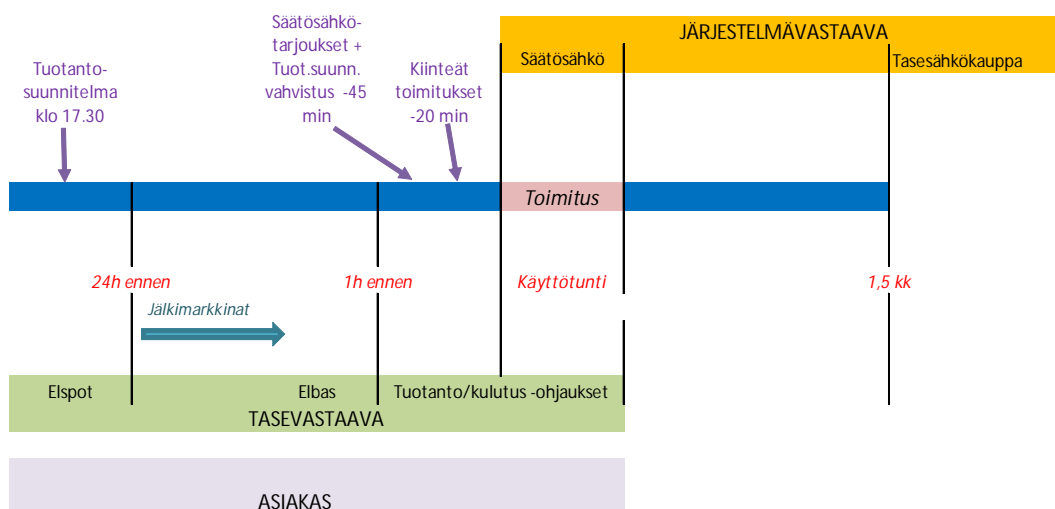 JÄRJESTELMÄVASTAAVA
Säätösähkö
Tasesähkökauppa
Tuotanto-
suunnitelma
klo 17.30
Säätösähkö-
tarjoukset +
Tuot.suunn.
vahvistus -45
min
Kiinteät
toimitukset
-20 min
Toimitus
24h ennen
1h ennen
Käyttötunti
1,5 kk
Jälkimarkkinat
Elspot
Elbas
Tuotanto/kulutus -ohjaukset
TASEVASTAAVA
ASIAKAS